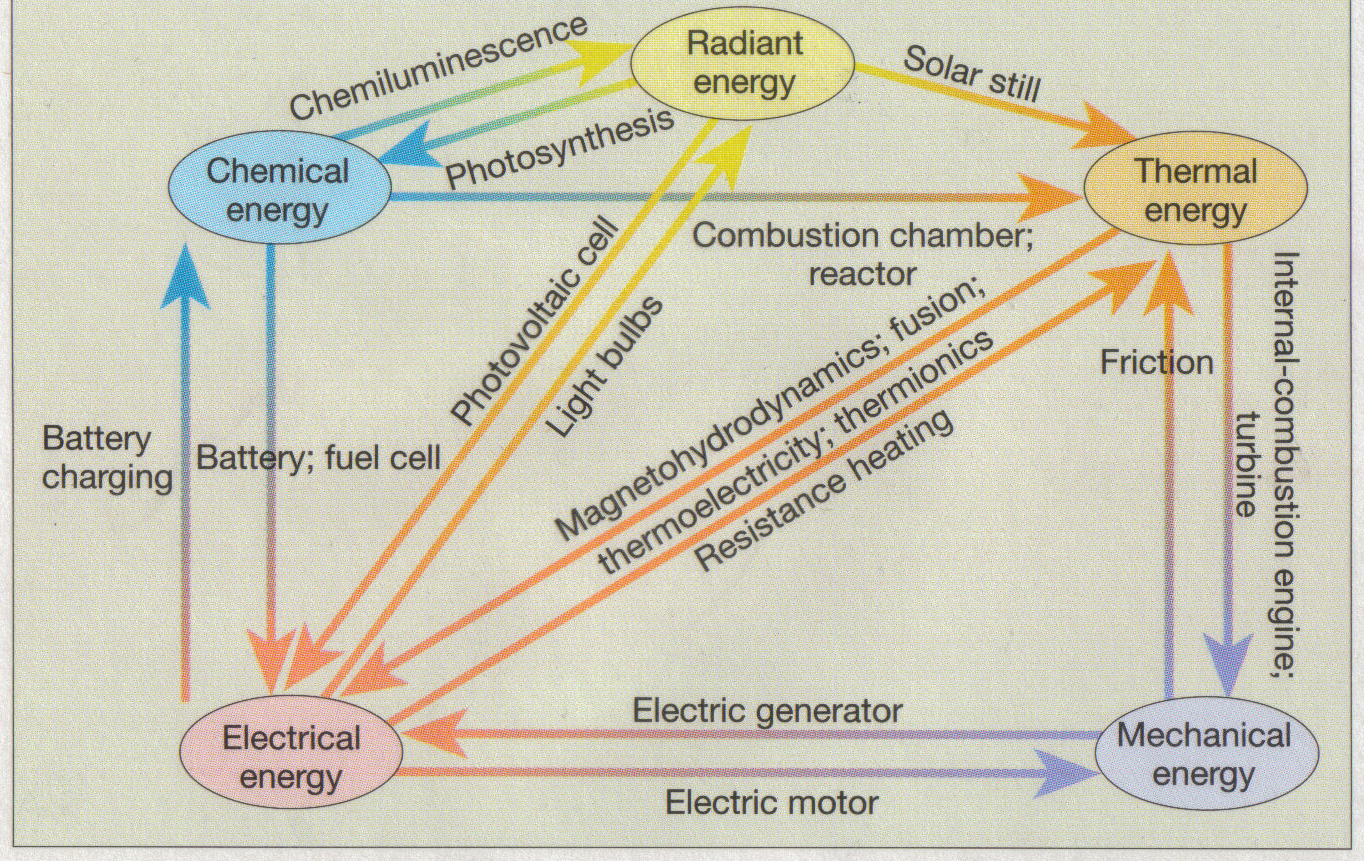 Chemiluminescence
Radiant
energy
Solar still
Photosynthesis
Chemical
energy
Thermal
energy
Combustion chamber;
reactor
Photovoltaic cell
Light bulbs
Magnetohydrodynamics; fusion;
thermoelectricity; thermionics
Resistance heating
Friction
Internal-combustion engine;
turbine
Battery
charging
Battery; fuel cell
Electric generator
Electrical
energy
Mechanical
energy
Electric motor